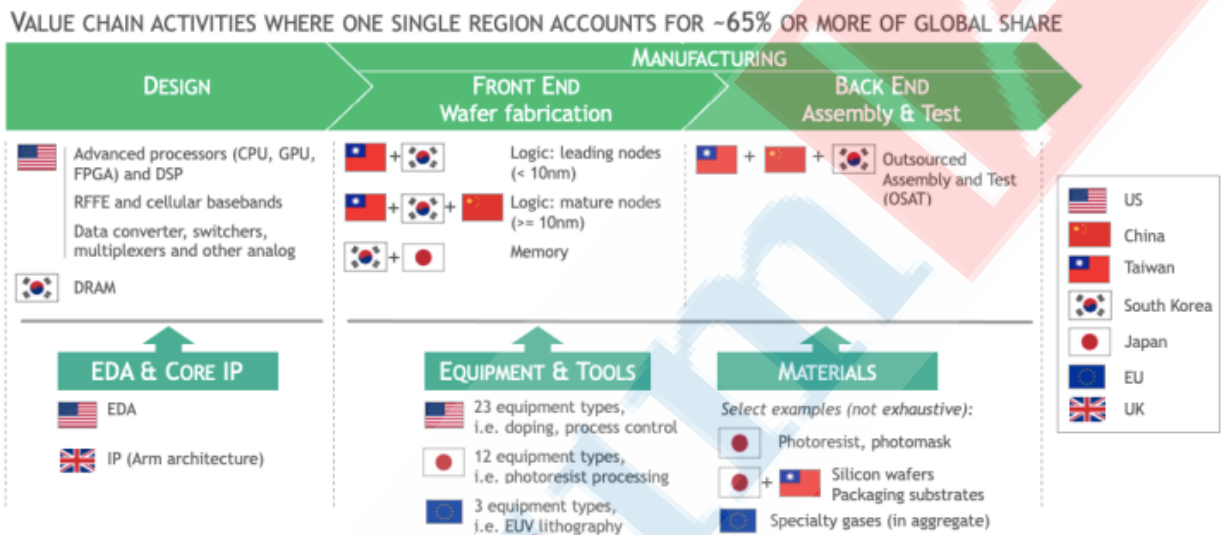 VALUE CHAIN ACTIVITIES WHERE ONE SINGLE REGION ACCOUNTS FOR ~65% OR MORE OF GLOBAL SHARE
MANUFACTURING
DESIGN
FRONT END
Wafer fabrication
BACK END
Assembly & Test
Advanced processors (CPU, GPU,
FPGA) and DSP
RFFE and cellular basebands
Data converter, switchers,
multiplexers and other analog
DRAM
+
Logic: leading nodes
(< 10nm)
+ +
Logic: mature nodes
(>= 10nm)
+
Memory
+ +
Outsourced
Assembly and Test
(OSAT)
US
China
Taiwan
South Korea
Japan
EU
UK
EDA & CORE IP
EDA
IP (Arm architecture)
EQUIPMENT & TOOLS
23 equipment types,
i.e. doping, process control
12 equipment types,
i.e. photoresist processing
3 equipment types,
i.e. EUV lithography
MATERIALS
Select examples (not exhaustive):
Photoresist, photomask
+
Silicon wafers
Packaging substrates
Specialty gases (in aggregate)